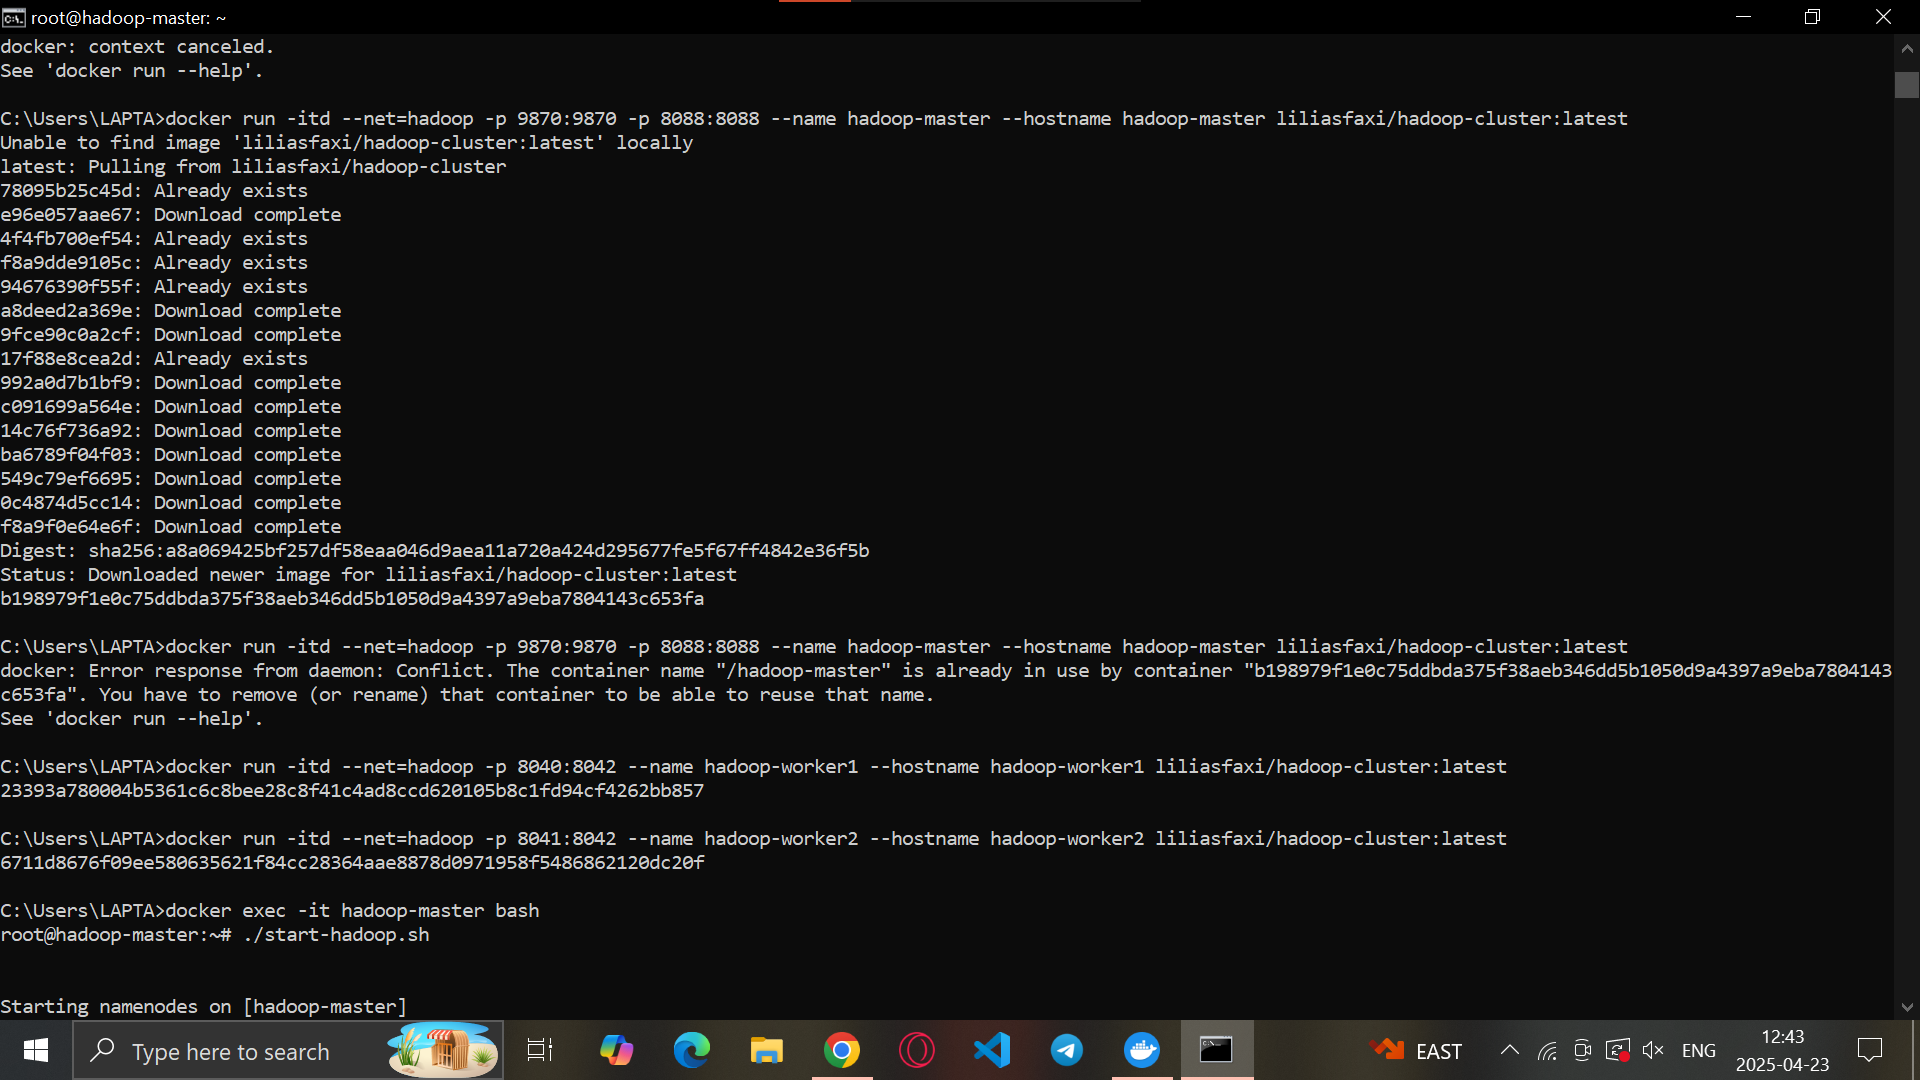 root@hadoop-master: ~
docker: context canceled.
See 'docker run --help'.
C:\Users\LAPTA>docker run -itd --net=hadoop -p 9870:9870 -p 8088:8088 --name hadoop-master --hostname hadoop-master liliasfaxi/hadoop-cluster:latest
Unable to find image 'liliasfaxi/hadoop-cluster:latest' locally
latest: Pulling from liliasfaxi/hadoop-cluster
78095b25c45d: Already exists
e96e057aae67: Download complete
4f4fb700ef54: Already exists
f8a9dde9105c: Already exists
94676390f55f: Already exists
a8deed2a369e: Download complete
9fce90c0a2cf: Download complete
17f88e8cea2d: Already exists
992a0d7b1bf9: Download complete
c091699a564e: Download complete
14c76f736a92: Download complete
ba6789f04f03: Download complete
549c79ef6695: Download complete
0c4874d5cc14: Download complete
f8a9f0e64e6f: Download complete
Digest: sha256:a8a069425bf257df58eaa046d9aea11a720a424d295677fe5f67ff4842e36f5b
Status: Downloaded newer image for liliasfaxi/hadoop-cluster:latest
b198979f1e0c75ddbda375f38aeb346dd5b1050d9a4397a9eba7804143c653fa
C:\Users\LAPTA>docker run -itd --net=hadoop -p 9870:9870 -p 8088:8088 --name hadoop-master --hostname hadoop-master liliasfaxi/hadoop-cluster:latest
docker: Error response from daemon: Conflict. The container name "/hadoop-master" is already in use by container "b198979f1e0c75ddbda375f38aeb346dd5b1050d9a4397a9eba7804143
c653fa". You have to remove (or rename) that container to be able to reuse that name.
See 'docker run --help'.
C:\Users\LAPTA>docker run -itd --net=hadoop -p 8040:8042 --name hadoop-worker1 --hostname hadoop-worker1 liliasfaxi/hadoop-cluster:latest
23393a780004b5361c6c8bee28c8f41c4ad8ccd620105b8c1fd94cf4262bb857
C:\Users\LAPTA>docker run -itd --net=hadoop -p 8041:8042 --name hadoop-worker2 --hostname hadoop-worker2 liliasfaxi/hadoop-cluster:latest
6711d8676f09ee580635621f84cc28364aae8878d0971958f5486862120dc20f
C:\Users\LAPTA>docker exec -it hadoop-master bash
root@hadoop-master:~# ./start-hadoop.sh
Starting namenodes on [hadoop-master]
Type here to search
EAST
ENG
12:43
2025-04-23